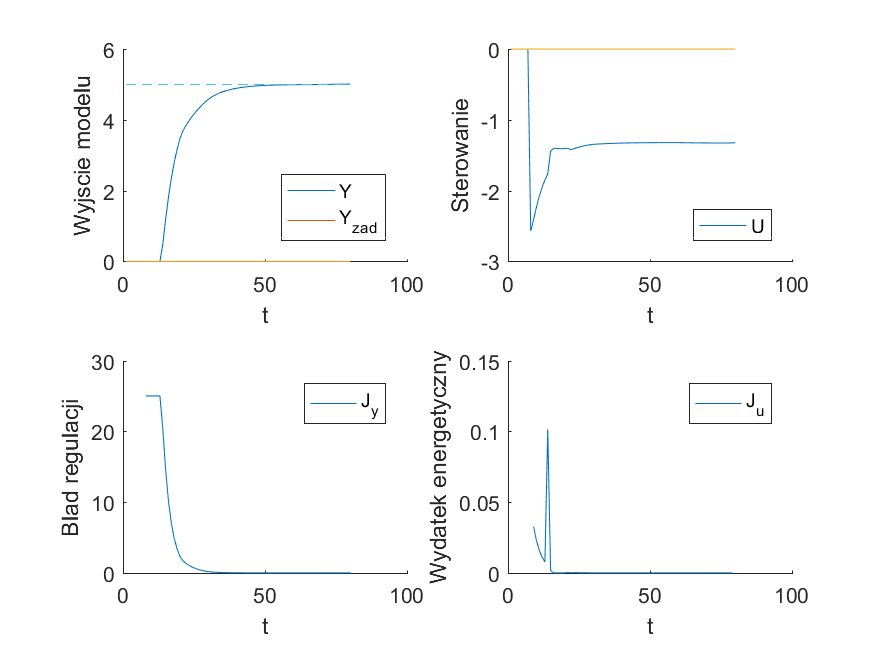 Wyjscie modelu
6
4
2
0
0
50
100
t
Y
Y_zad
Sterowanie
0
-1
-2
-3
0
50
100
t
U
Blad regulacji
30
20
10
0
0
50
100
t
J_y
Wydatek energetyczny
0.15
0.1
0.05
0
0
50
100
t
J_u